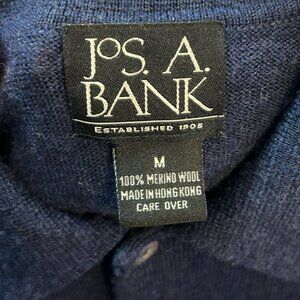 JOS. A.
BANK
ESTABLISHED 1905
M
100% MERINO WOOL
MADE IN HONG KONG
CARE OVER